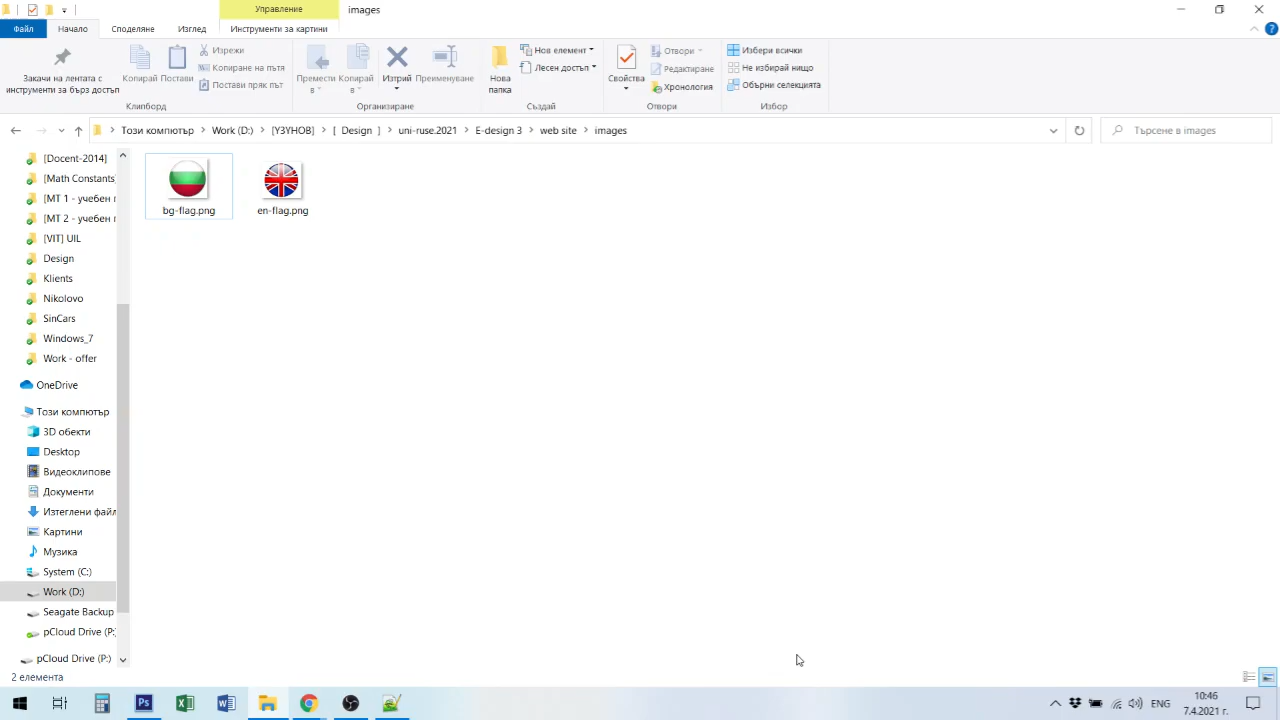 Управление
images
Файл
Начало
Споделяне
Изглед
Инструменти за картини
Закачи на лентата с
инструменти за бърз достъп
Копирай
Постави
Изрежи
Копиране на пътя
Постави пряк път
Клипборд
Премести
в
Копирай
в
Изтрий
Преименуване
Организиране
Нова
папка
Нов елемент
Лесен достъп
Създай
Свойства
Отвори
Редактиране
Хронология
Отвори
Избери всички
Не избирай нищо
Обърни селекцията
Избор
Този компютър > Work (D:) > [УЗУНОВ] > [ Design ] > uni-ruse.2021 > E-design 3 > web site > images
Търсене в images
[Docent-2014]
[Math Constants
[MT 1 - учебен п
[MT 2 - учебен п
[VIT] UIL
Design
Klients
Nikolovo
SinCars
Windows_7
Work - offer
OneDrive
Този компютър
3D обекти
Desktop
Видеоклипове
Документи
Изтеглени файл
Картини
Музика
System (C:)
Work (D:)
Seagate Backup
pCloud Drive (P:
pCloud Drive (P:)
bg-flag.png
en-flag.png
2 елемента
Ps
ENG
10:46
7.4.2021 г.